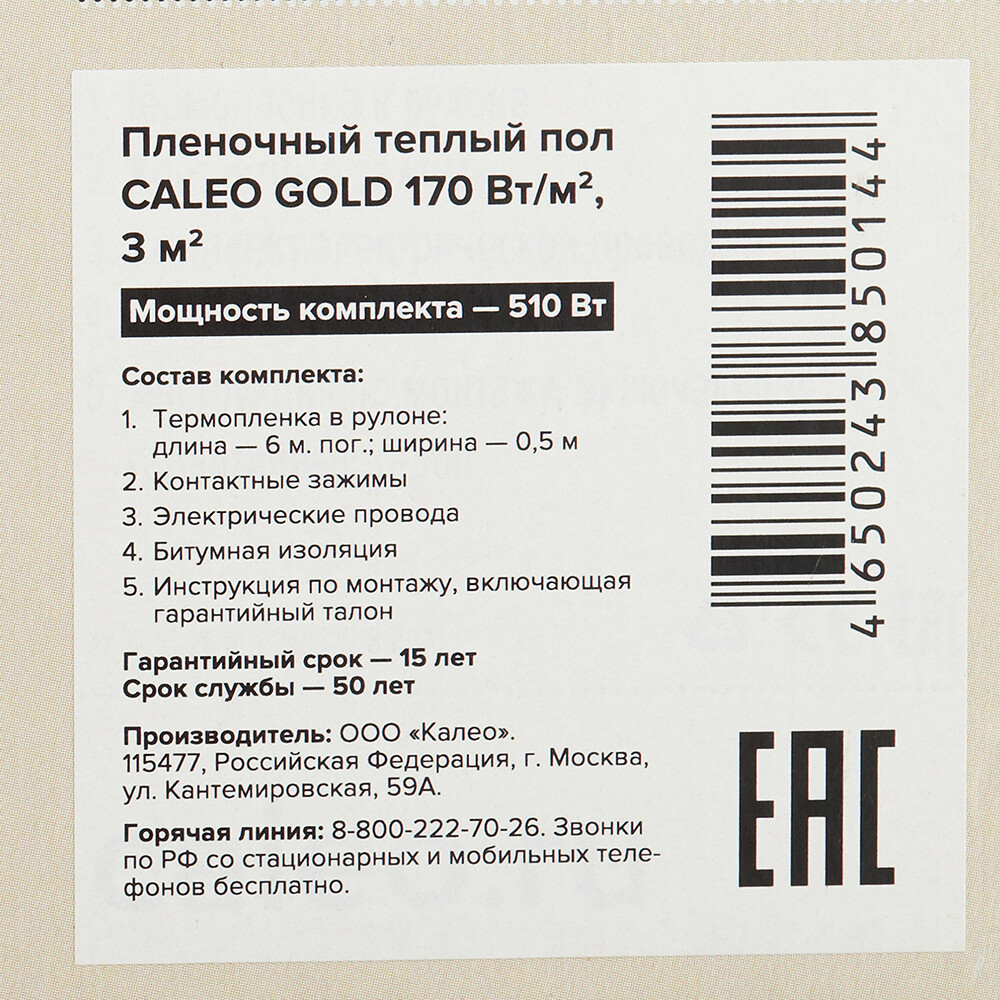 Пленочный теплый пол
CALEO GOLD 170 Вт/м²,
3 м²
Мощность комплекта — 510 Вт
Состав комплекта:
1. Термопленка в рулоне:
длина — 6 м. пог.; ширина — 0,5 м
2. Контактные зажимы
3. Электрические провода
4. Битумная изоляция
5. Инструкция по монтажу, включающая
гарантийный талон
Гарантийный срок — 15 лет
Срок службы — 50 лет
Производитель: ООО «Калео».
115477, Российская Федерация, г. Москва,
ул. Кантемировская, 59А.
Горячая линия: 8-800-222-70-26. Звонки
по РФ со стационарных и мобильных теле-
фонов бесплатно.
4650243850144
EAC